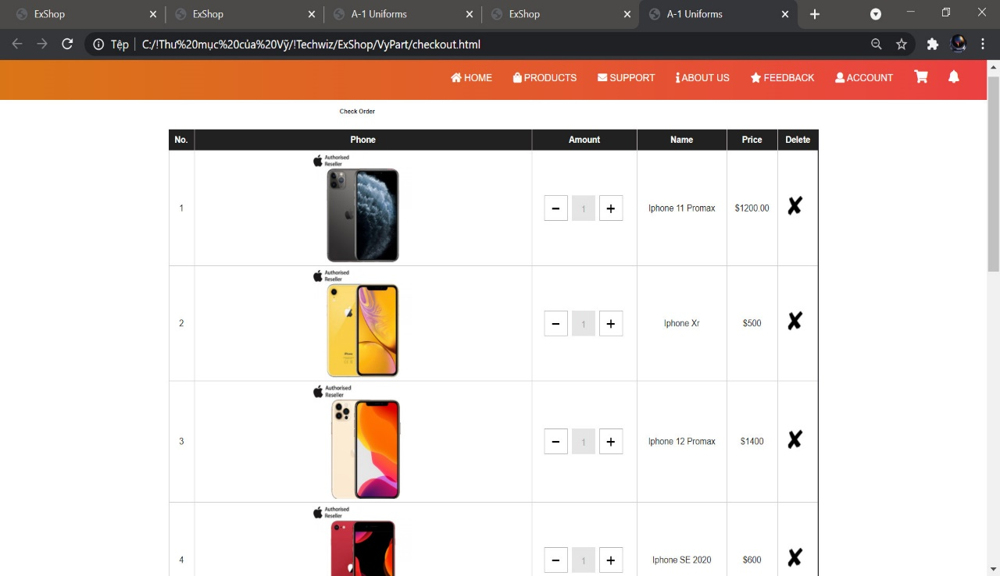 ExShop
ExShop
A-1 Uniforms
ExShop
A-1 Uniforms
Tệp
C:/!Thư%20mục%20của%20Vỹ/!Techwiz/ExShop/VyPart/checkout.html
HOME PRODUCTS SUPPORT ABOUT US FEEDBACK ACCOUNT
Check Order
No. Phone Amount Name Price Delete
Authorised
Reseller
1 − 1 + Iphone 11 Promax $1200.00 ✘
Authorised
Reseller
2 − 1 + Iphone Xr $500 ✘
Authorised
Reseller
3 − 1 + Iphone 12 Promax $1400 ✘
Authorised
Reseller
4 − 1 + Iphone SE 2020 $600 ✘